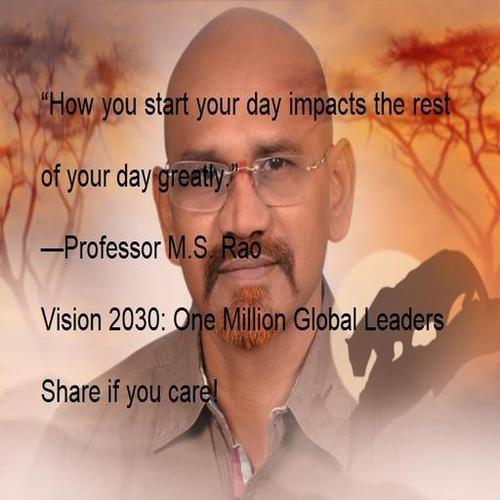 “How you start your day impacts the rest
of your day greatly.”
—Professor M.S. Rao
Vision 2030: One Million Global Leaders
Share if you care!